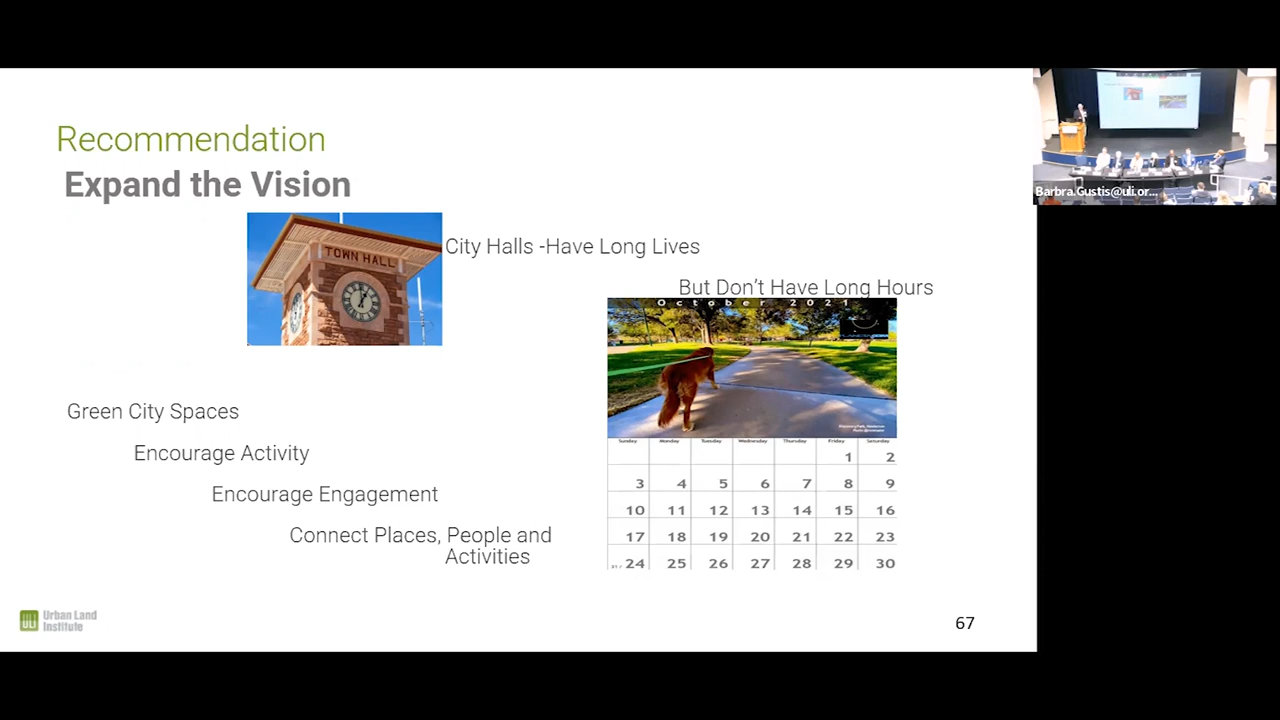 Recommendation
Expand the Vision
TOWN HALL
City Halls -Have Long Lives
But Don't Have Long Hours
October 2021
Sunday Monday Tuesday Wednesday Thursday Friday Saturday
1 2
3 4 5 6 7 8 9
10 11 12 13 14 15 16
17 18 19 20 21 22 23
24 25 26 27 28 29 30
Green City Spaces
Encourage Activity
Encourage Engagement
Connect Places, People and
Activities
ULI Urban Land
Institute
67
Barbra.Gustis@uli.or...